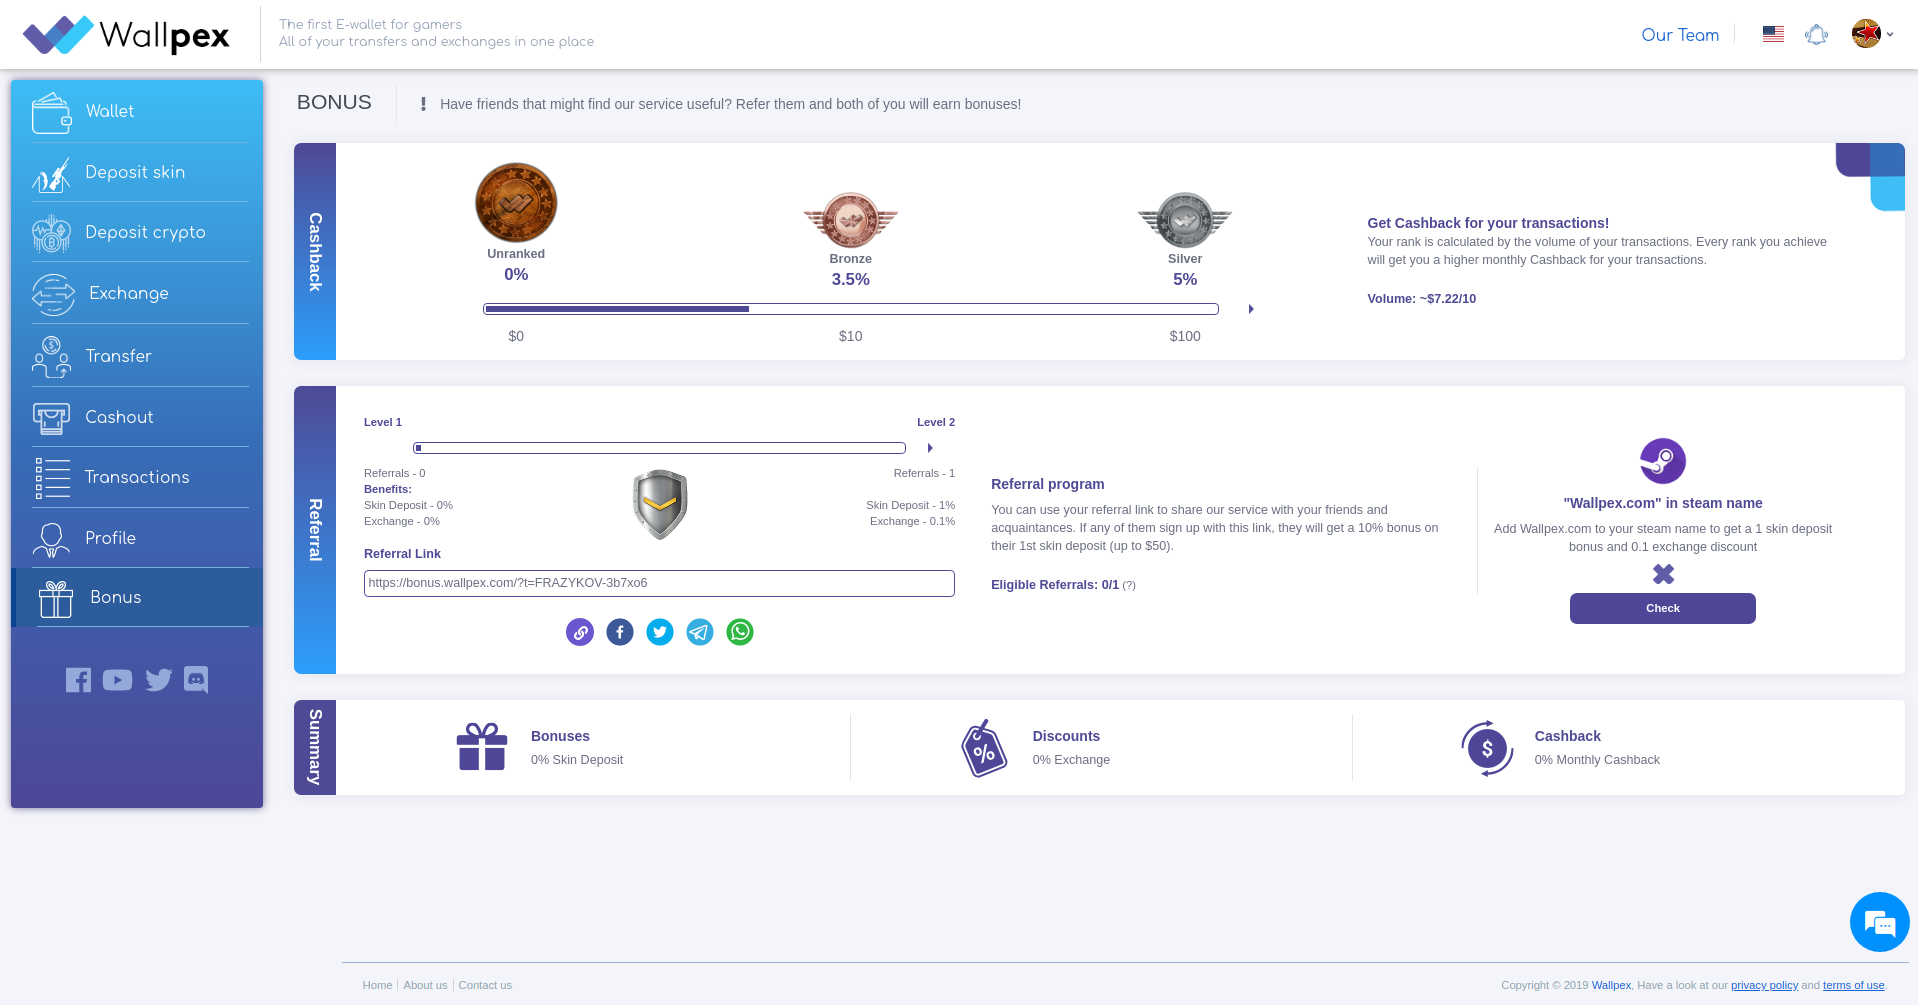 Wallpex
The first E-wallet for gamers
All of your transfers and exchanges in one place
Our Team
Wallet
Deposit skin
Deposit crypto
Exchange
Transfer
Cashout
Transactions
Profile
Bonus
BONUS
! Have friends that might find our service useful? Refer them and both of you will earn bonuses!
Cashback
Unranked
0%
Bronze
3.5%
Silver
5%
$0
$10
$100
Get Cashback for your transactions!
Your rank is calculated by the volume of your transactions. Every rank you achieve
will get you a higher monthly Cashback for your transactions.
Volume: ~$7.22/10
Referral
Level 1
Level 2
Referrals - 0
Referrals - 1
Benefits:
Skin Deposit - 0%
Skin Deposit - 1%
Exchange - 0%
Exchange - 0.1%
Referral Link
https://bonus.wallpex.com/?t=FRAZYKOV-3b7xo6
Referral program
You can use your referral link to share our service with your friends and
acquaintances. If any of them sign up with this link, they will get a 10% bonus on
their 1st skin deposit (up to $50).
Eligible Referrals: 0/1 (?)
"Wallpex.com" in steam name
Add Wallpex.com to your steam name to get a 1 skin deposit
bonus and 0.1 exchange discount
Check
Summary
Bonuses
0% Skin Deposit
Discounts
0% Exchange
Cashback
0% Monthly Cashback
Home
About us
Contact us
Copyright © 2019 Wallpex, Have a look at our privacy policy and terms of use.